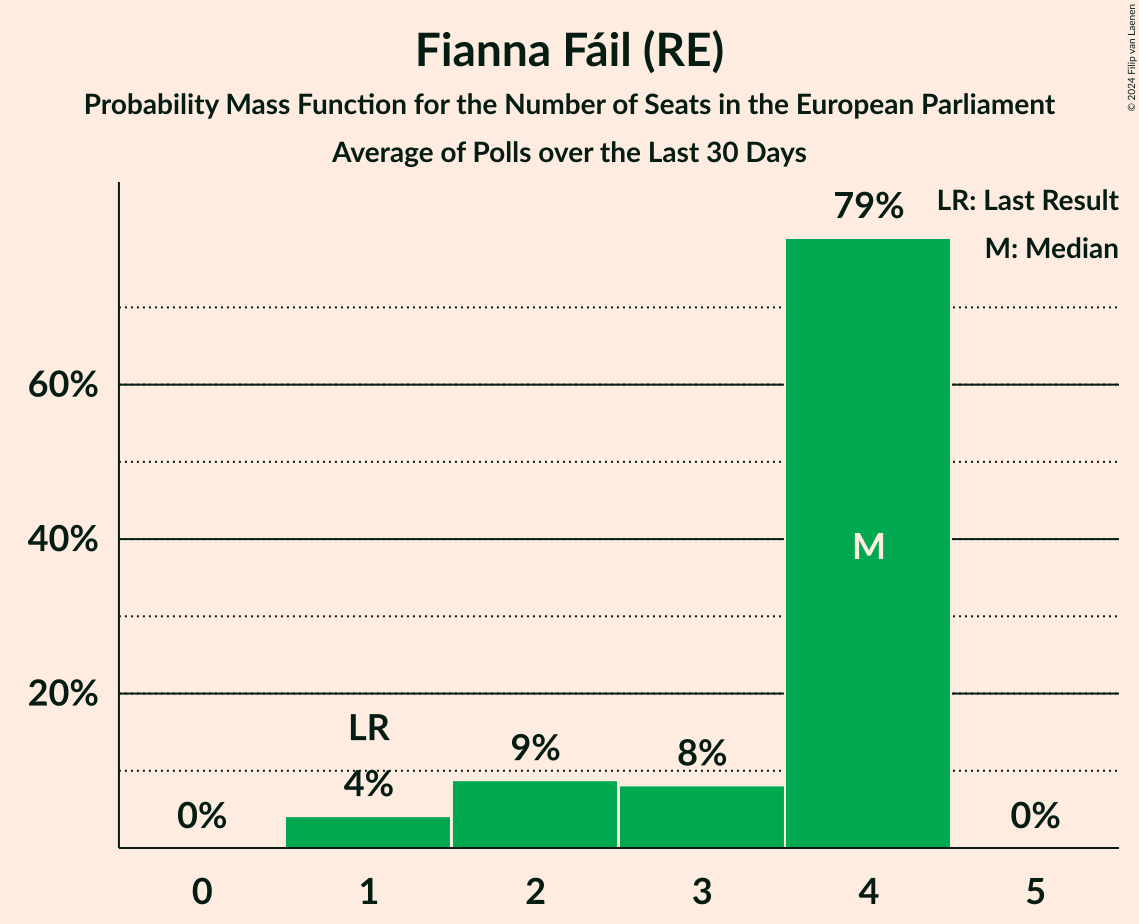 Fianna Fáil (RE)
Probability Mass Function for the Number of Seats in the European Parliament
Average of Polls over the Last 30 Days
© 2024 Filip van Laenen
LR: Last Result
M: Median
79%
60%
40%
20%
M
LR
0%
4%
9%
8%
0%
0
1
2
3
4
5